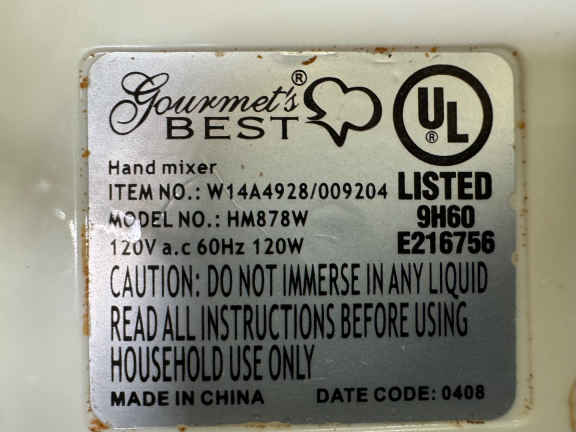 Gourmet's®
BEST
UL®
Hand mixer
ITEM NO.: W14A4928/009204
LISTED
MODEL NO.: HM878W
9H60
120V a.c 60Hz 120W
E216756
CAUTION: DO NOT IMMERSE IN ANY LIQUID
READ ALL INSTRUCTIONS BEFORE USING
HOUSEHOLD USE ONLY
MADE IN CHINA
DATE CODE: 0408